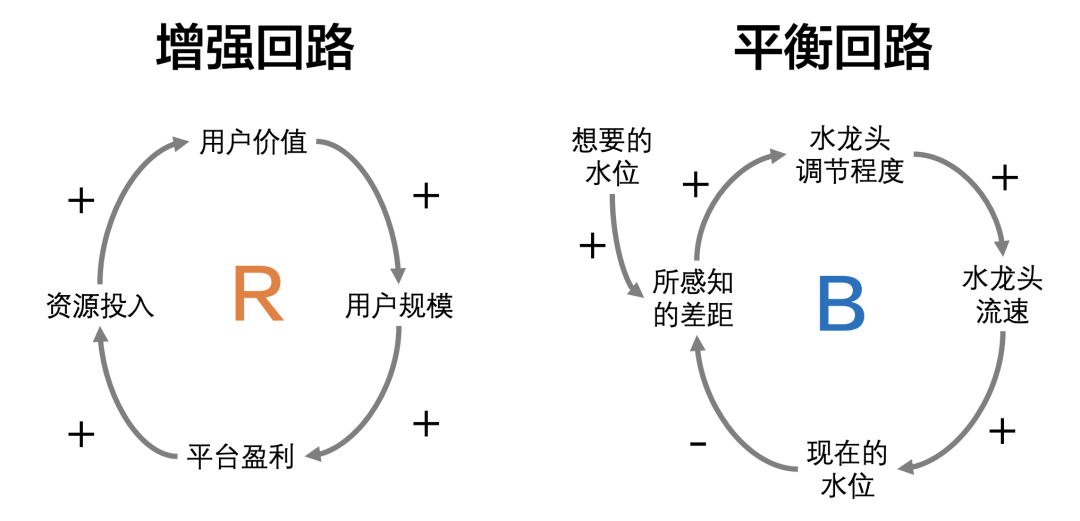 增强回路
用户价值
+
+
资源投入
R
用户规模
+
+
平台盈利
平衡回路
想要的
水位
水龙头
调节程度
+
+
+
所感知
的差距
B
水龙头
流速
-
+
现在的
水位